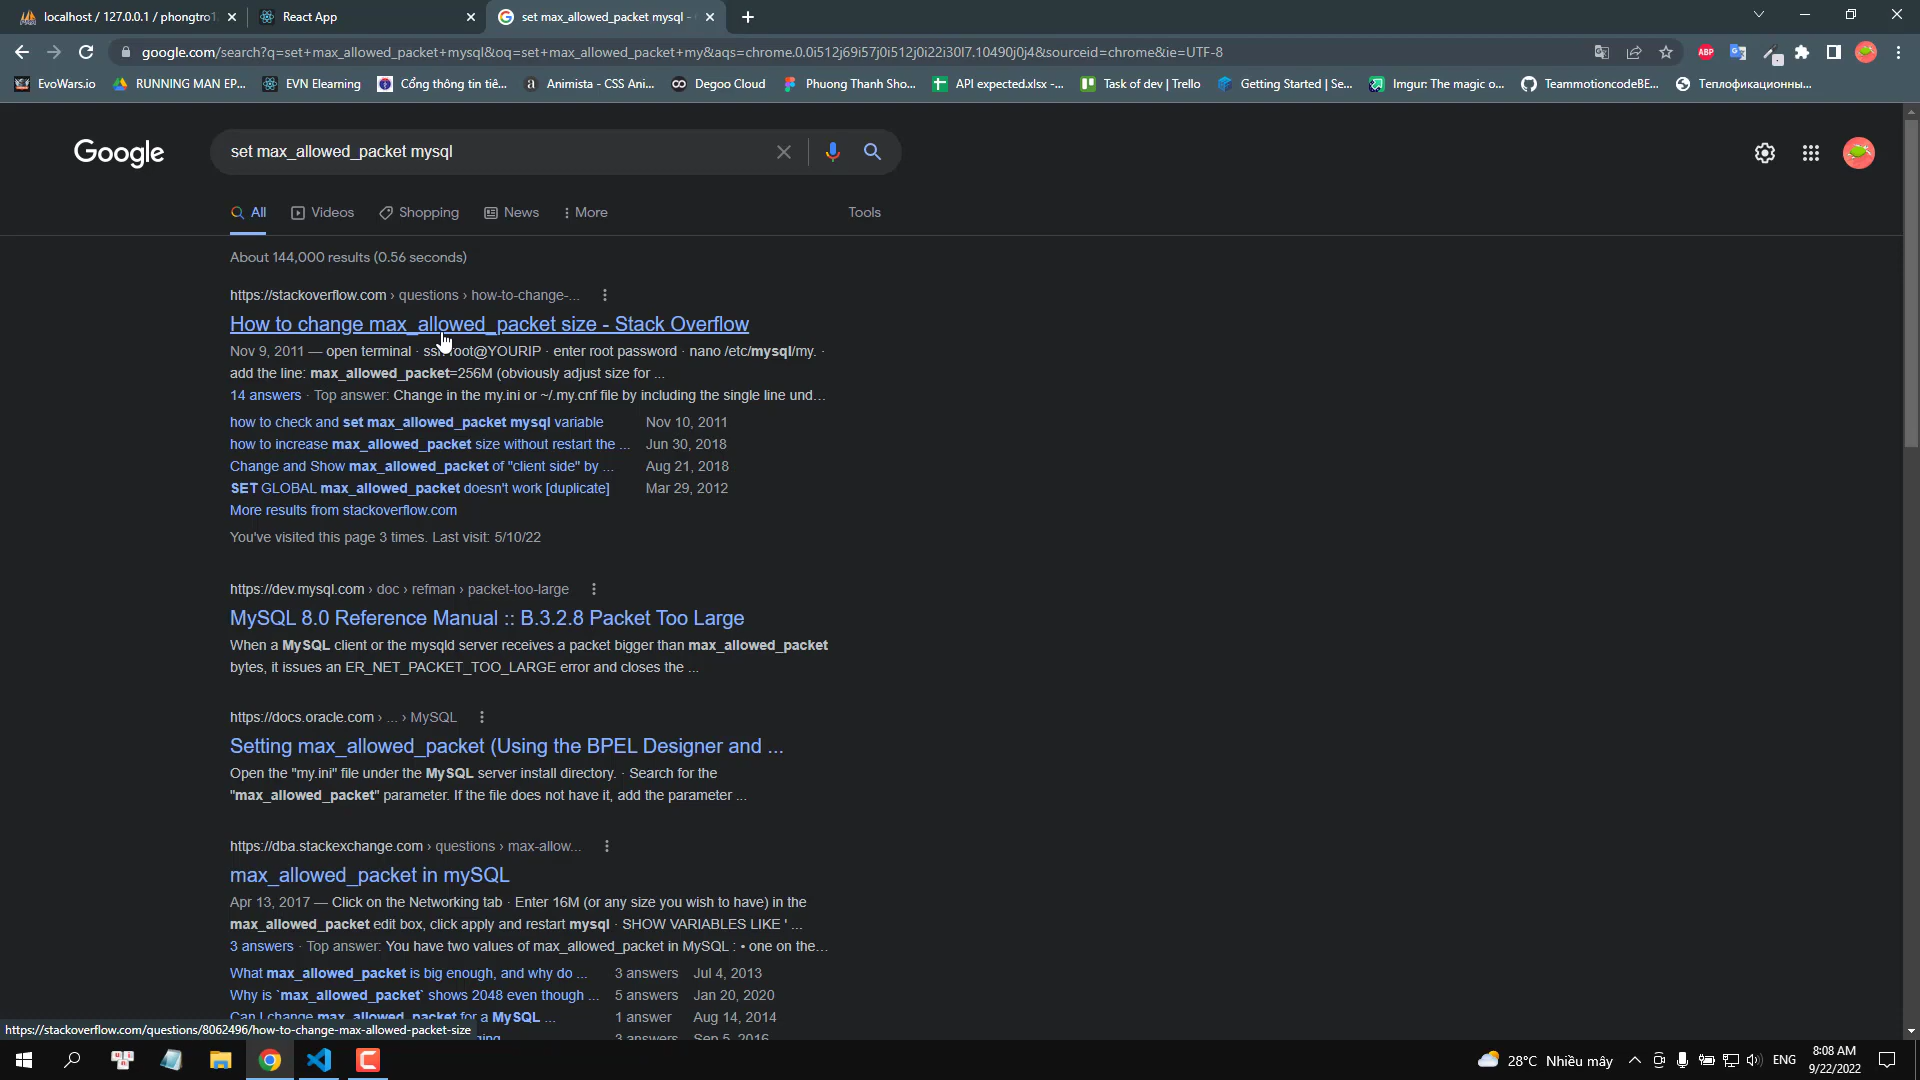 localhost / 127.0.0.1 / phongtro1
React App
set max_allowed_packet mysql -
google.com/search?q=set+max_allowed_packet+mysql&oq=set+max_allowed_packet+my&aqs=chrome.0.0i512j69i57j0i512j0i22i30l7.10490j0j4&sourceid=chrome&ie=UTF-8
ABP
EvoWars.io
RUNNING MAN EP...
EVN Elearning
Cổng thông tin tiê...
a Animista - CSS Ani...
Degoo Cloud
Phuong Thanh Sho...
API expected.xlsx -...
Task of dev | Trello
Getting Started | Se...
Imgur: The magic o...
TeammotioncodeBE...
Теплофикационны...
Google
set max_allowed_packet mysql
All
Videos
Shopping
News
More
Tools
About 144,000 results (0.56 seconds)
https://stackoverflow.com › questions › how-to-change-...
How to change max_allowed_packet size - Stack Overflow
Nov 9, 2011 — open terminal · ssh root@YOURIP · enter root password · nano /etc/mysql/my. ·
add the line: max_allowed_packet=256M (obviously adjust size for ...
14 answers · Top answer: Change in the my.ini or ~/.my.cnf file by including the single line und...
how to check and set max_allowed_packet mysql variable Nov 10, 2011
how to increase max_allowed_packet size without restart the ... Jun 30, 2018
Change and Show max_allowed_packet of "client side" by ... Aug 21, 2018
SET GLOBAL max_allowed_packet doesn't work [duplicate] Mar 29, 2012
More results from stackoverflow.com
You've visited this page 3 times. Last visit: 5/10/22
https://dev.mysql.com › doc › refman › packet-too-large
MySQL 8.0 Reference Manual :: B.3.2.8 Packet Too Large
When a MySQL client or the mysqld server receives a packet bigger than max_allowed_packet
bytes, it issues an ER_NET_PACKET_TOO_LARGE error and closes the ...
https://docs.oracle.com › ... › MySQL
Setting max_allowed_packet (Using the BPEL Designer and ...
Open the "my.ini" file under the MySQL server install directory. · Search for the
"max_allowed_packet" parameter. If the file does not have it, add the parameter ...
https://dba.stackexchange.com › questions › max-allow...
max_allowed_packet in mySQL
Apr 13, 2017 — Click on the Networking tab · Enter 16M (or any size you wish to have) in the
max_allowed_packet edit box, click apply and restart mysql · SHOW VARIABLES LIKE ' ...
3 answers · Top answer: You have two values of max_allowed_packet in MySQL : • one on the...
What max_allowed_packet is big enough, and why do ... 3 answers Jul 4, 2013
Why is `max_allowed_packet` shows 2048 even though ... 5 answers Jan 20, 2020
Can I change max_allowed_packet for a MySQL ... 1 answer Aug 14, 2014
3 answers Sep 5, 2016
https://stackoverflow.com/questions/8062496/how-to-change-max-allowed-packet-size
28°C Nhiều mây
ENG
8:08 AM
9/22/2022